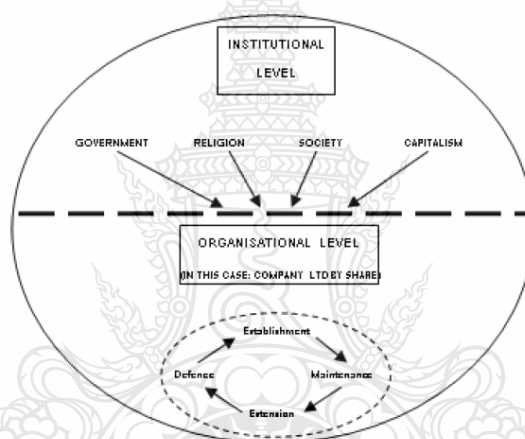 INSTITUTIONAL
LEVEL
GOVERNMENT RELIGION SOCIETY CAPITALISM
ORGANISATIONAL LEVEL
(IN THIS CASE: COMPANY LTD BY SHARE)
Establishment
Defence Maintenance
Extension